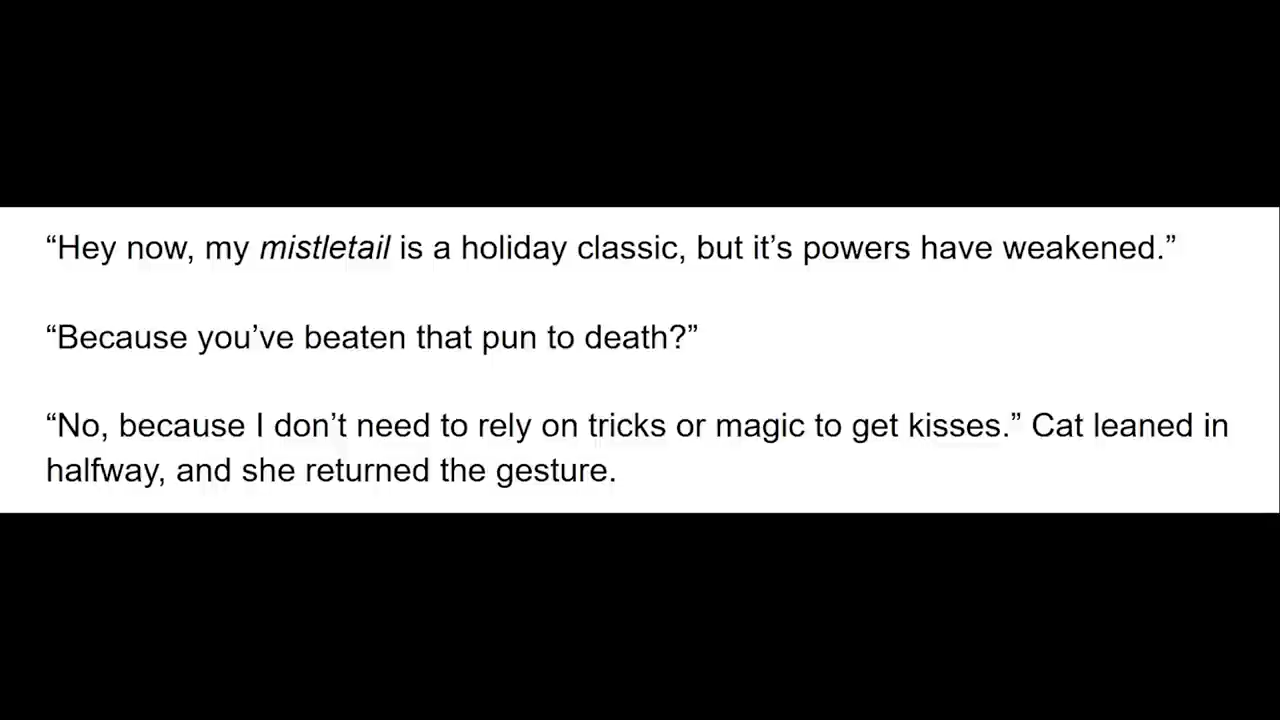 “Hey now, my mistletail is a holiday classic, but it’s powers have weakened.”
“Because you’ve beaten that pun to death?”
“No, because I don’t need to rely on tricks or magic to get kisses.” Cat leaned in
halfway, and she returned the gesture.